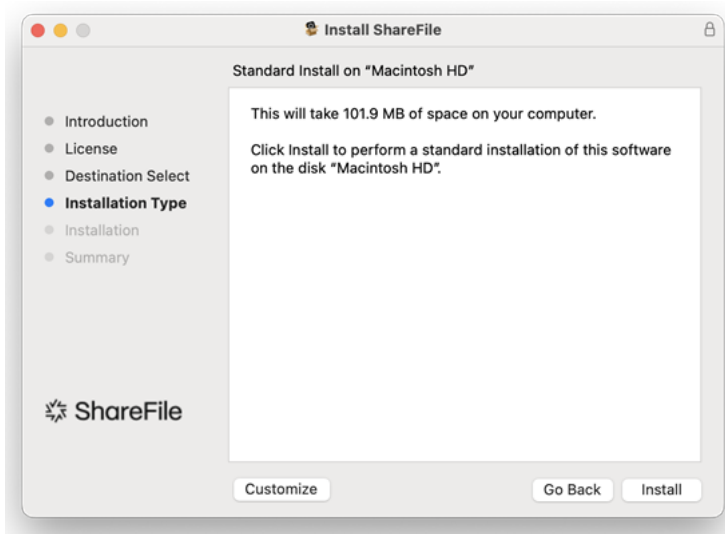 Install ShareFile
Standard Install on “Macintosh HD”
Introduction
License
Destination Select
Installation Type
Installation
Summary
This will take 101.9 MB of space on your computer.
Click Install to perform a standard installation of this software
on the disk “Macintosh HD”.
ShareFile
Customize
Go Back
Install